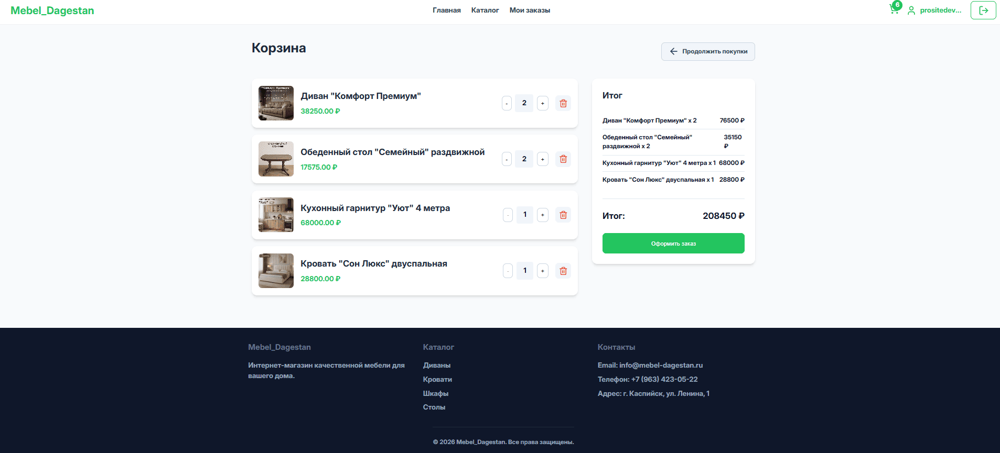 Mebel_Dagestan
Главная Каталог Мои заказы
6
prositedev...
Корзина
Продолжить покупки
Диван "Комфорт Премиум"
38250.00 ₽
- 2 +
Обеденный стол "Семейный" раздвижной
17575.00 ₽
- 2 +
Кухонный гарнитур "Уют" 4 метра
68000.00 ₽
- 1 +
Кровать "Сон Люкс" двуспальная
28800.00 ₽
- 1 +
Итог
Диван "Комфорт Премиум" x 2 76500 ₽
Обеденный стол "Семейный" 35150
раздвижной x 2 ₽
Кухонный гарнитур "Уют" 4 метра x 1 68000 ₽
Кровать "Сон Люкс" двуспальная x 1 28800 ₽
Итог: 208450 ₽
Оформить заказ
Mebel_Dagestan
Интернет-магазин качественной мебели для
вашего дома.
Каталог
Диваны
Кровати
Шкафы
Столы
Контакты
Email: info@mebel-dagestan.ru
Телефон: +7 (963) 423-05-22
Адрес: г. Каспийск, ул. Ленина, 1
© 2026 Mebel_Dagestan. Все права защищены.